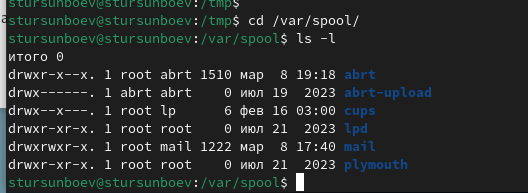 stursunboev@stursunboev:/tmp$
stursunboev@stursunboev:/tmp$ cd /var/spool/
stursunboev@stursunboev:/var/spool$ ls -l
итого 0
drwxr-x--x. 1 root abrt 1510 мар  8 19:18 abrt
drwx------. 1 abrt abrt    0 июл 19  2023 abrt-upload
drwx--x---. 1 root lp      6 фев 16 03:00 cups
drwxr-xr-x. 1 root root    0 июл 21  2023 lpd
drwxrwxr-x. 1 root mail 1222 мар  8 17:40 mail
drwxr-xr-x. 1 root root    0 июл 21  2023 plymouth
stursunboev@stursunboev:/var/spool$